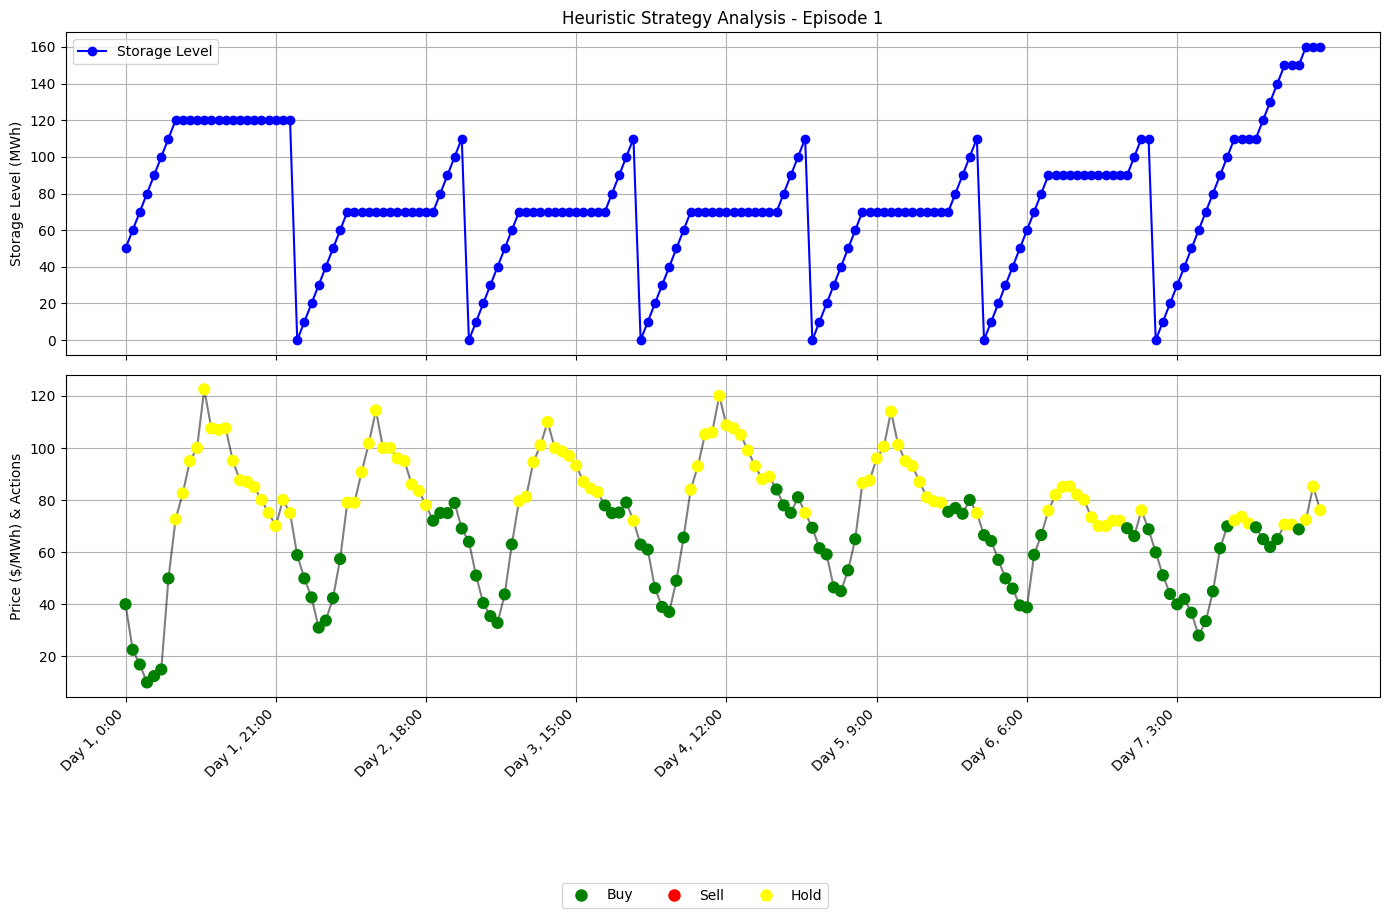 Heuristic Strategy Analysis - Episode 1
Storage Level
Storage Level (MWh)
160
140
120
100
80
60
40
20
0
Price ($/MWh) & Actions
120
100
80
60
40
20
Day 1, 0:00
Day 1, 21:00
Day 2, 18:00
Day 3, 15:00
Day 4, 12:00
Day 5, 9:00
Day 6, 6:00
Day 7, 3:00
Buy
Sell
Hold